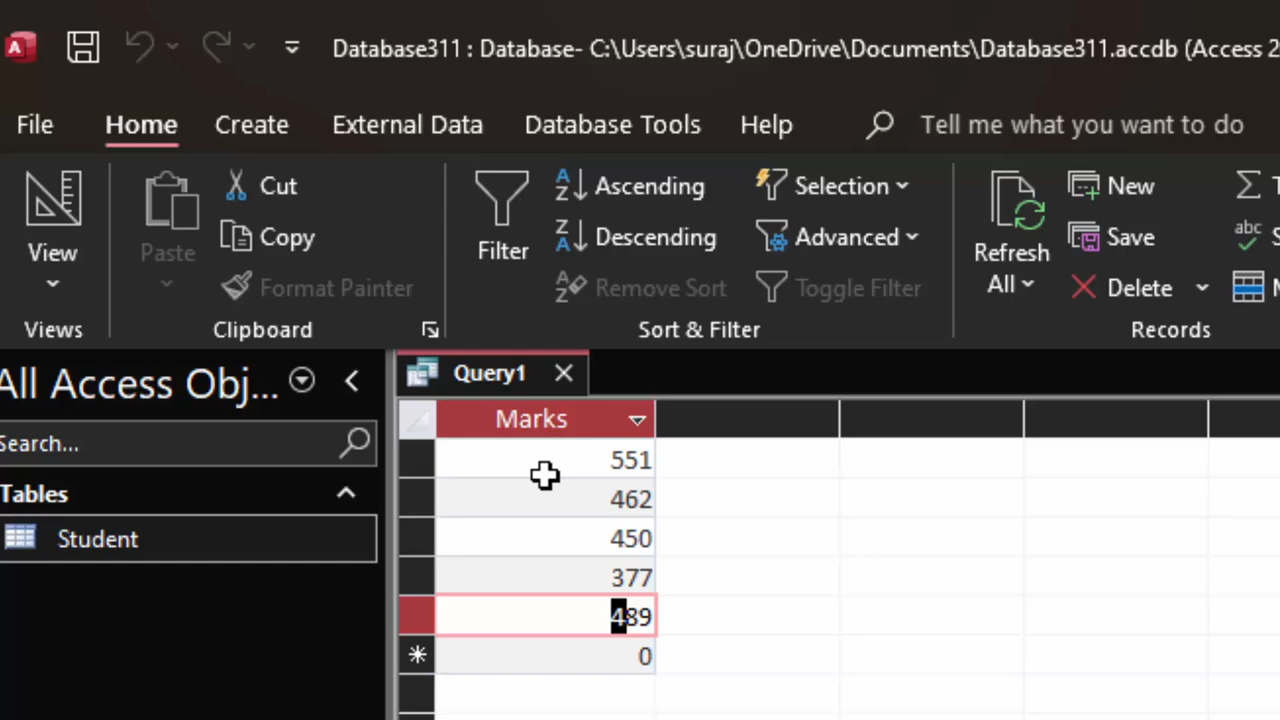 Database311 : Database- C:\Users\suraj\OneDrive\Documents\Database311.accdb (Access 2
File Home Create External Data Database Tools Help Tell me what you want to do
View
Views
Paste
Cut
Copy
Format Painter
Clipboard
Filter
Ascending
Descending
Remove Sort
Selection
Advanced
Toggle Filter
Sort & Filter
Refresh
All
New
Save
Delete
Records
All Access Obj...
Search...
Tables
Student
Query1
Marks
551
462
450
377
489
0